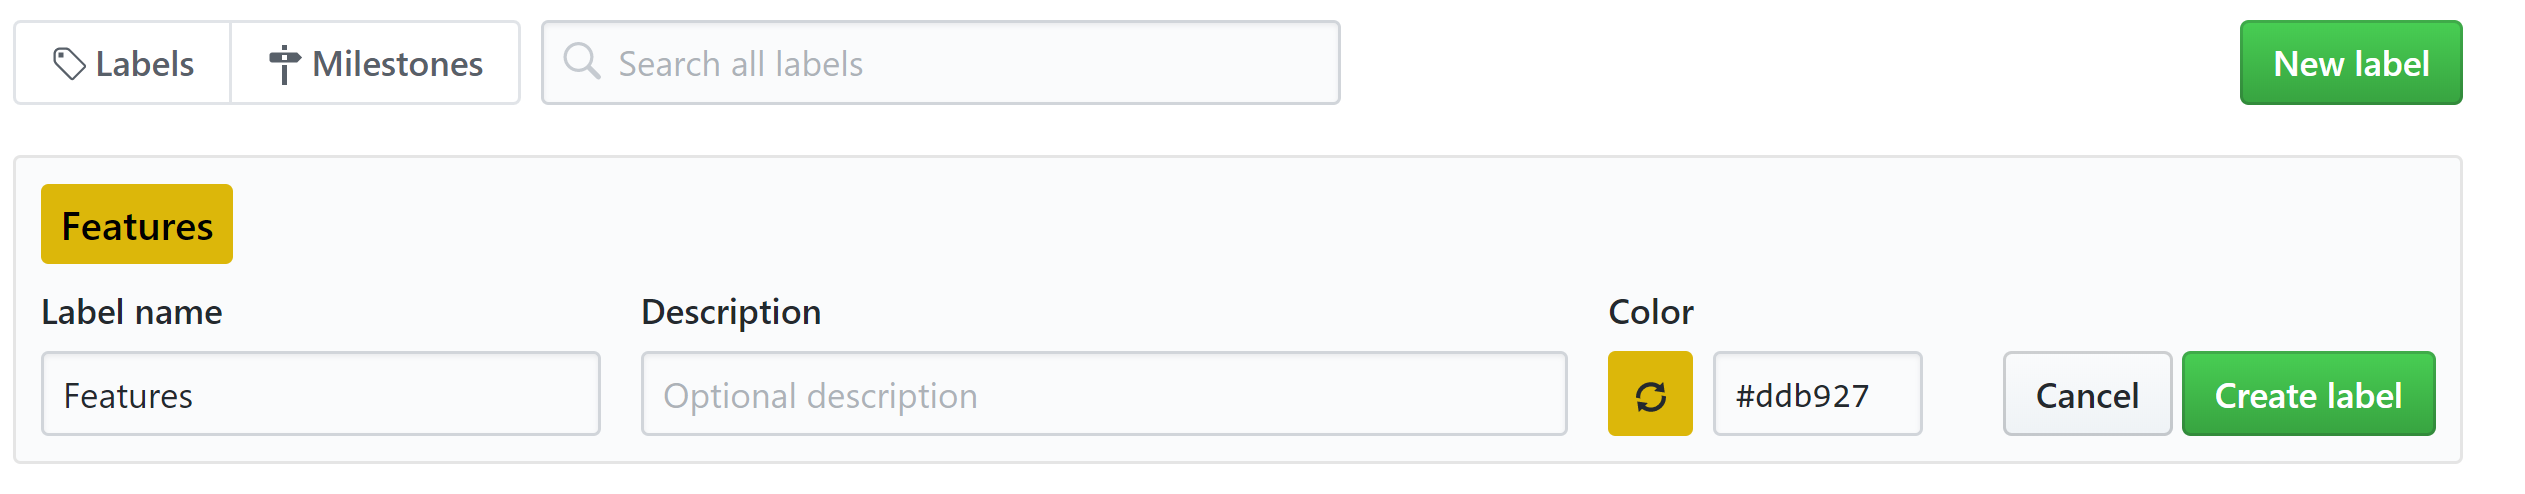 Labels Milestones Search all labels New label
Features
Label name Description Color
Features Optional description #ddb927 Cancel Create label